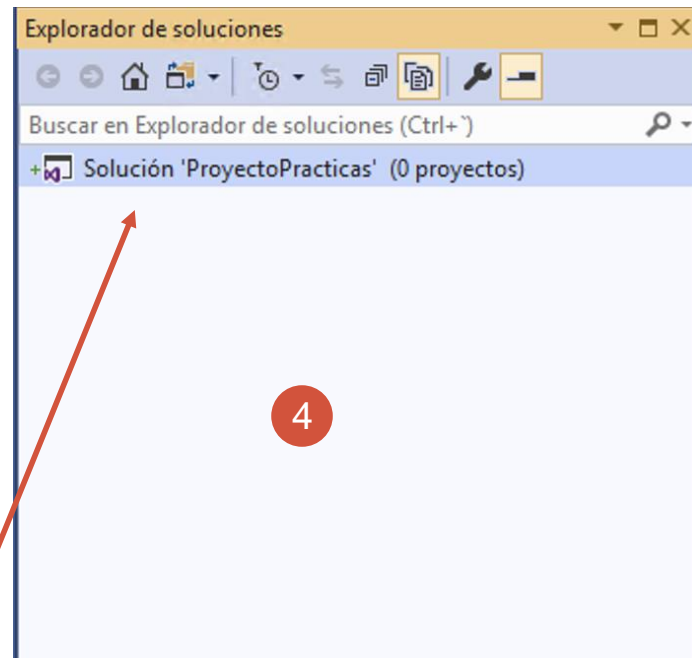 Explorador de soluciones
Buscar en Explorador de soluciones (Ctrl+`)
Solución 'ProyectoPracticas' (0 proyectos)
4